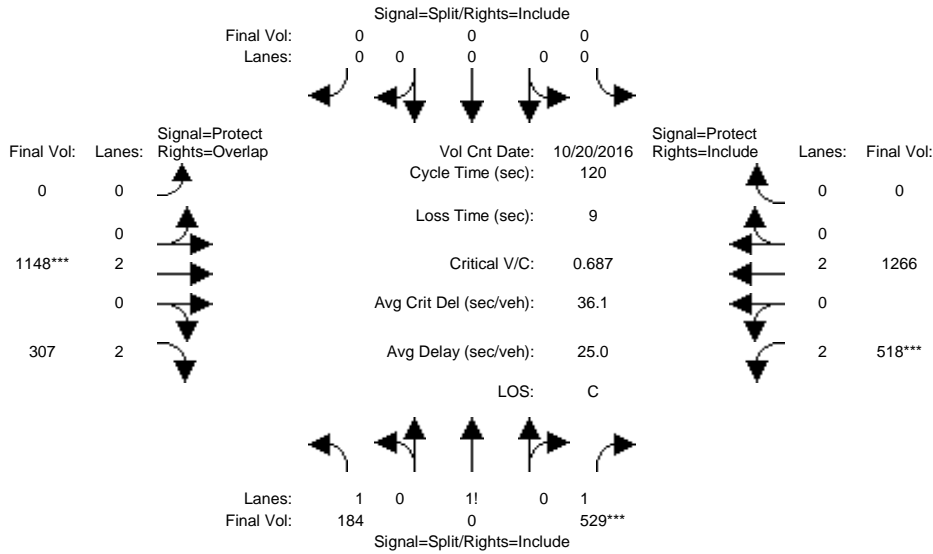 Signal=Split/Rights=Include
Final Vol: 0 0 0
Lanes: 0 0 0 0 0
Signal=Protect Signal=Protect
Final Vol: Lanes: Rights=Overlap Vol Cnt Date: 10/20/2016 Rights=Include Lanes: Final Vol:
Cycle Time (sec): 120
0 0 0 0
Loss Time (sec): 9
0 0
1148*** 2 Critical V/C: 0.687 2 1266
0 Avg Crit Del (sec/veh): 36.1 0
307 2 Avg Delay (sec/veh): 25.0 2 518***
LOS: C
Lanes: 1 0 1! 0 1
Final Vol: 184 0 529***
Signal=Split/Rights=Include